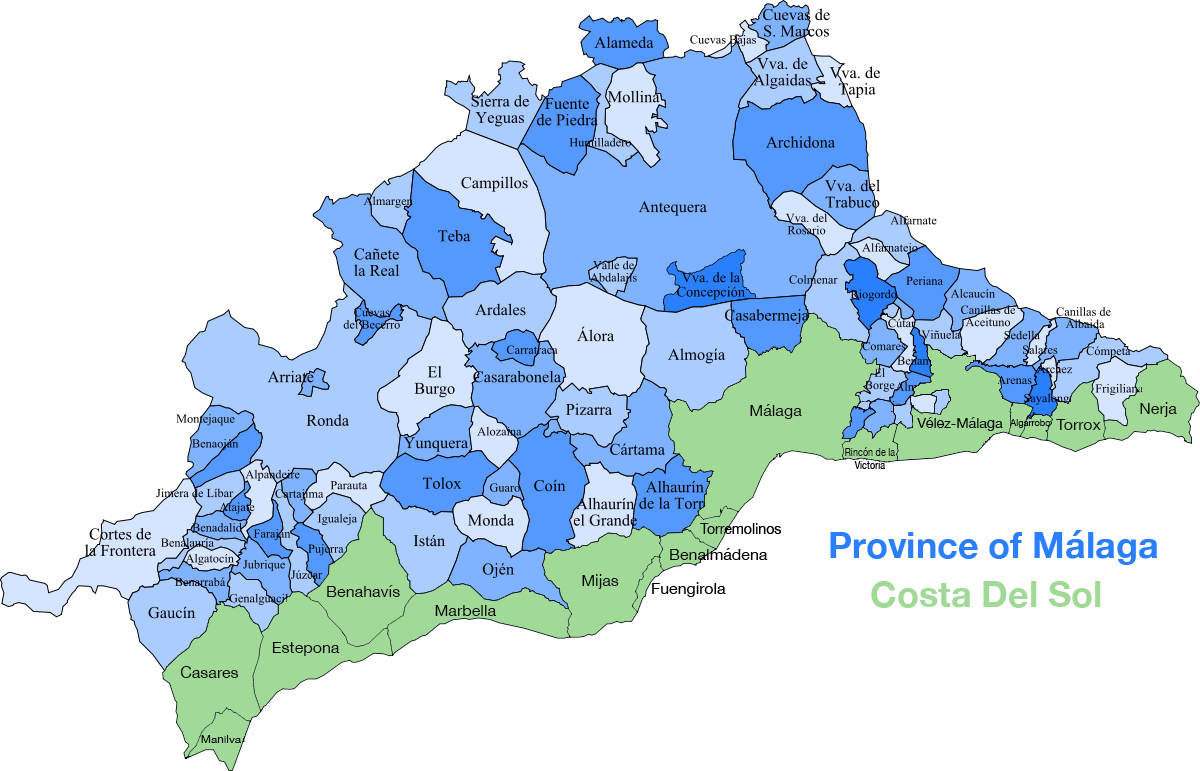 Cuevas de
S. Marcos
Cuevas Bajas
Alameda
Vva. de
Algaidas
Vva. de
Tapia
Sierra de
Yeguas
Fuente
de Piedra
Mollina
Humilladero
Archidona
Campillos
Almargen
Antequera
Vva. del
Trabuco
Vva. del
Rosario
Alfarnate
Alfarnatejo
Teba
Cañete
la Real
Valle de
Abdalajís
Vva. de la
Concepción
Colmenar
Periana
Riogordo
Alcaucín
Cuevas
del Becerro
Ardales
Álora
Casabermeja
Canillas de
Aceituno
Canillas de
Albaida
Cútar
Viñuela
Sedella
Salares
Cómpeta
Comares
Benam
Carratraca
Almogía
Arriate
El
Burgo
Casarabonela
El
Borge
Alm
Arenas
Árchez
Sayalonga
Frigiliana
Montejaque
Ronda
Pizarra
Málaga
Nerja
Benaoján
Yunquera
Alozaina
Cártama
Vélez-Málaga
Algarrobo
Torrox
Rincón de la
Victoria
Alpandeire
Jimera de Líbar
Cartajima
Parauta
Tolox
Guaro
Coín
Alhaurín
de la Torr
Atajate
Igualeja
Alhaurín
el Grande
Monda
Cortes de
la Frontera
Benadalid
Benalauría
Faraján
Pujerra
Istán
Torremolinos
Algatocín
Jubrique
Júzcar
Benalmádena
Benarrabá
Ojén
Mijas
Fuengirola
Genalguacil
Benahavís
Gaucín
Marbella
Estepona
Casares
Manilva
Province of Málaga
Costa Del Sol